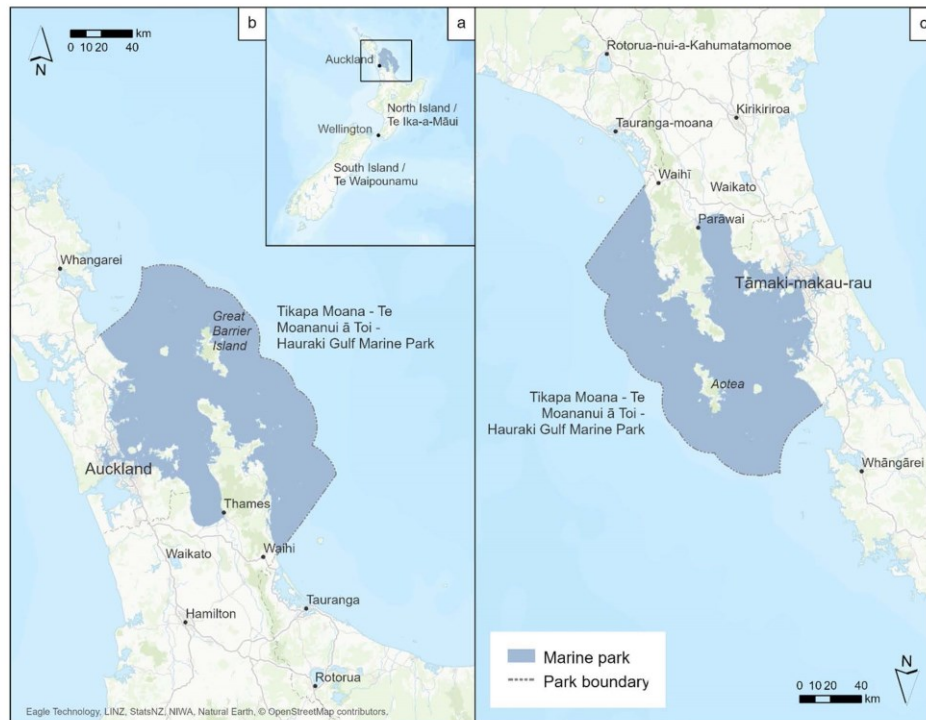 b
0 10 20 40
km
N
Whangarei
Great
Barrier
Island
Tikapa Moana - Te
Moananui ā Toi -
Hauraki Gulf Marine Park
Auckland
Thames
Waikato
Waihi
Hamilton
Tauranga
Rotorua
Eagle Technology, LINZ, StatsNZ, NIWA, Natural Earth, © OpenStreetMap contributors.
a
Auckland
North Island /
Te Ika-a-Māui
Wellington
South Island /
Te Waipounamu
c
Rotorua-nui-a-Kahumatamomoe
Kirikiriroa
Tauranga-moana
Waihī
Waikato
Parawai
Tāmaki-makau-rau
Aotea
Tikapa Moana - Te
Moananui ā Toi -
Hauraki Gulf Marine Park
Whāngārei
Marine park
Park boundary
0 10 20 40
km
N